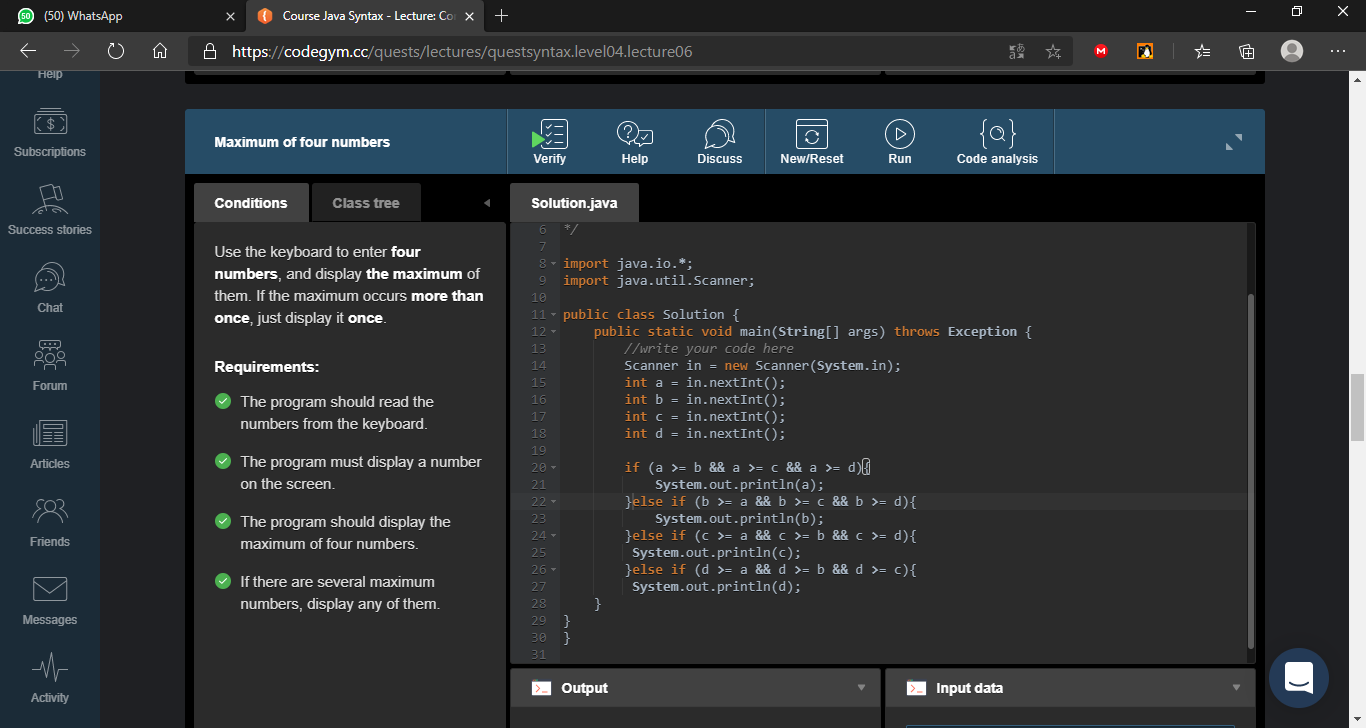 (50) WhatsApp
Course Java Syntax - Lecture: Co
https://codegym.cc/quests/lectures/questsyntax.level04.lecture06
Help
Subscriptions
Success stories
Chat
Forum
Articles
Friends
Messages
Activity
Maximum of four numbers
Verify
Help
Discuss
New/Reset
Run
Code analysis
Conditions
Class tree
Use the keyboard to enter four
numbers, and display the maximum of
them. If the maximum occurs more than
once, just display it once.
Requirements:
The program should read the
numbers from the keyboard.
The program must display a number
on the screen.
The program should display the
maximum of four numbers.
If there are several maximum
numbers, display any of them.
Solution.java
6 */
7
8 import java.io.*;
9 import java.util.Scanner;
10
11 public class Solution {
12 public static void main(String[] args) throws Exception {
13 //write your code here
14 Scanner in = new Scanner(System.in);
15 int a = in.nextInt();
16 int b = in.nextInt();
17 int c = in.nextInt();
18 int d = in.nextInt();
19
20 if (a >= b && a >= c && a >= d){
21 System.out.println(a);
22 }else if (b >= a && b >= c && b >= d){
23 System.out.println(b);
24 }else if (c >= a && c >= b && c >= d){
25 System.out.println(c);
26 }else if (d >= a && d >= b && d >= c){
27 System.out.println(d);
28 }
29 }
30 }
31
Output
Input data